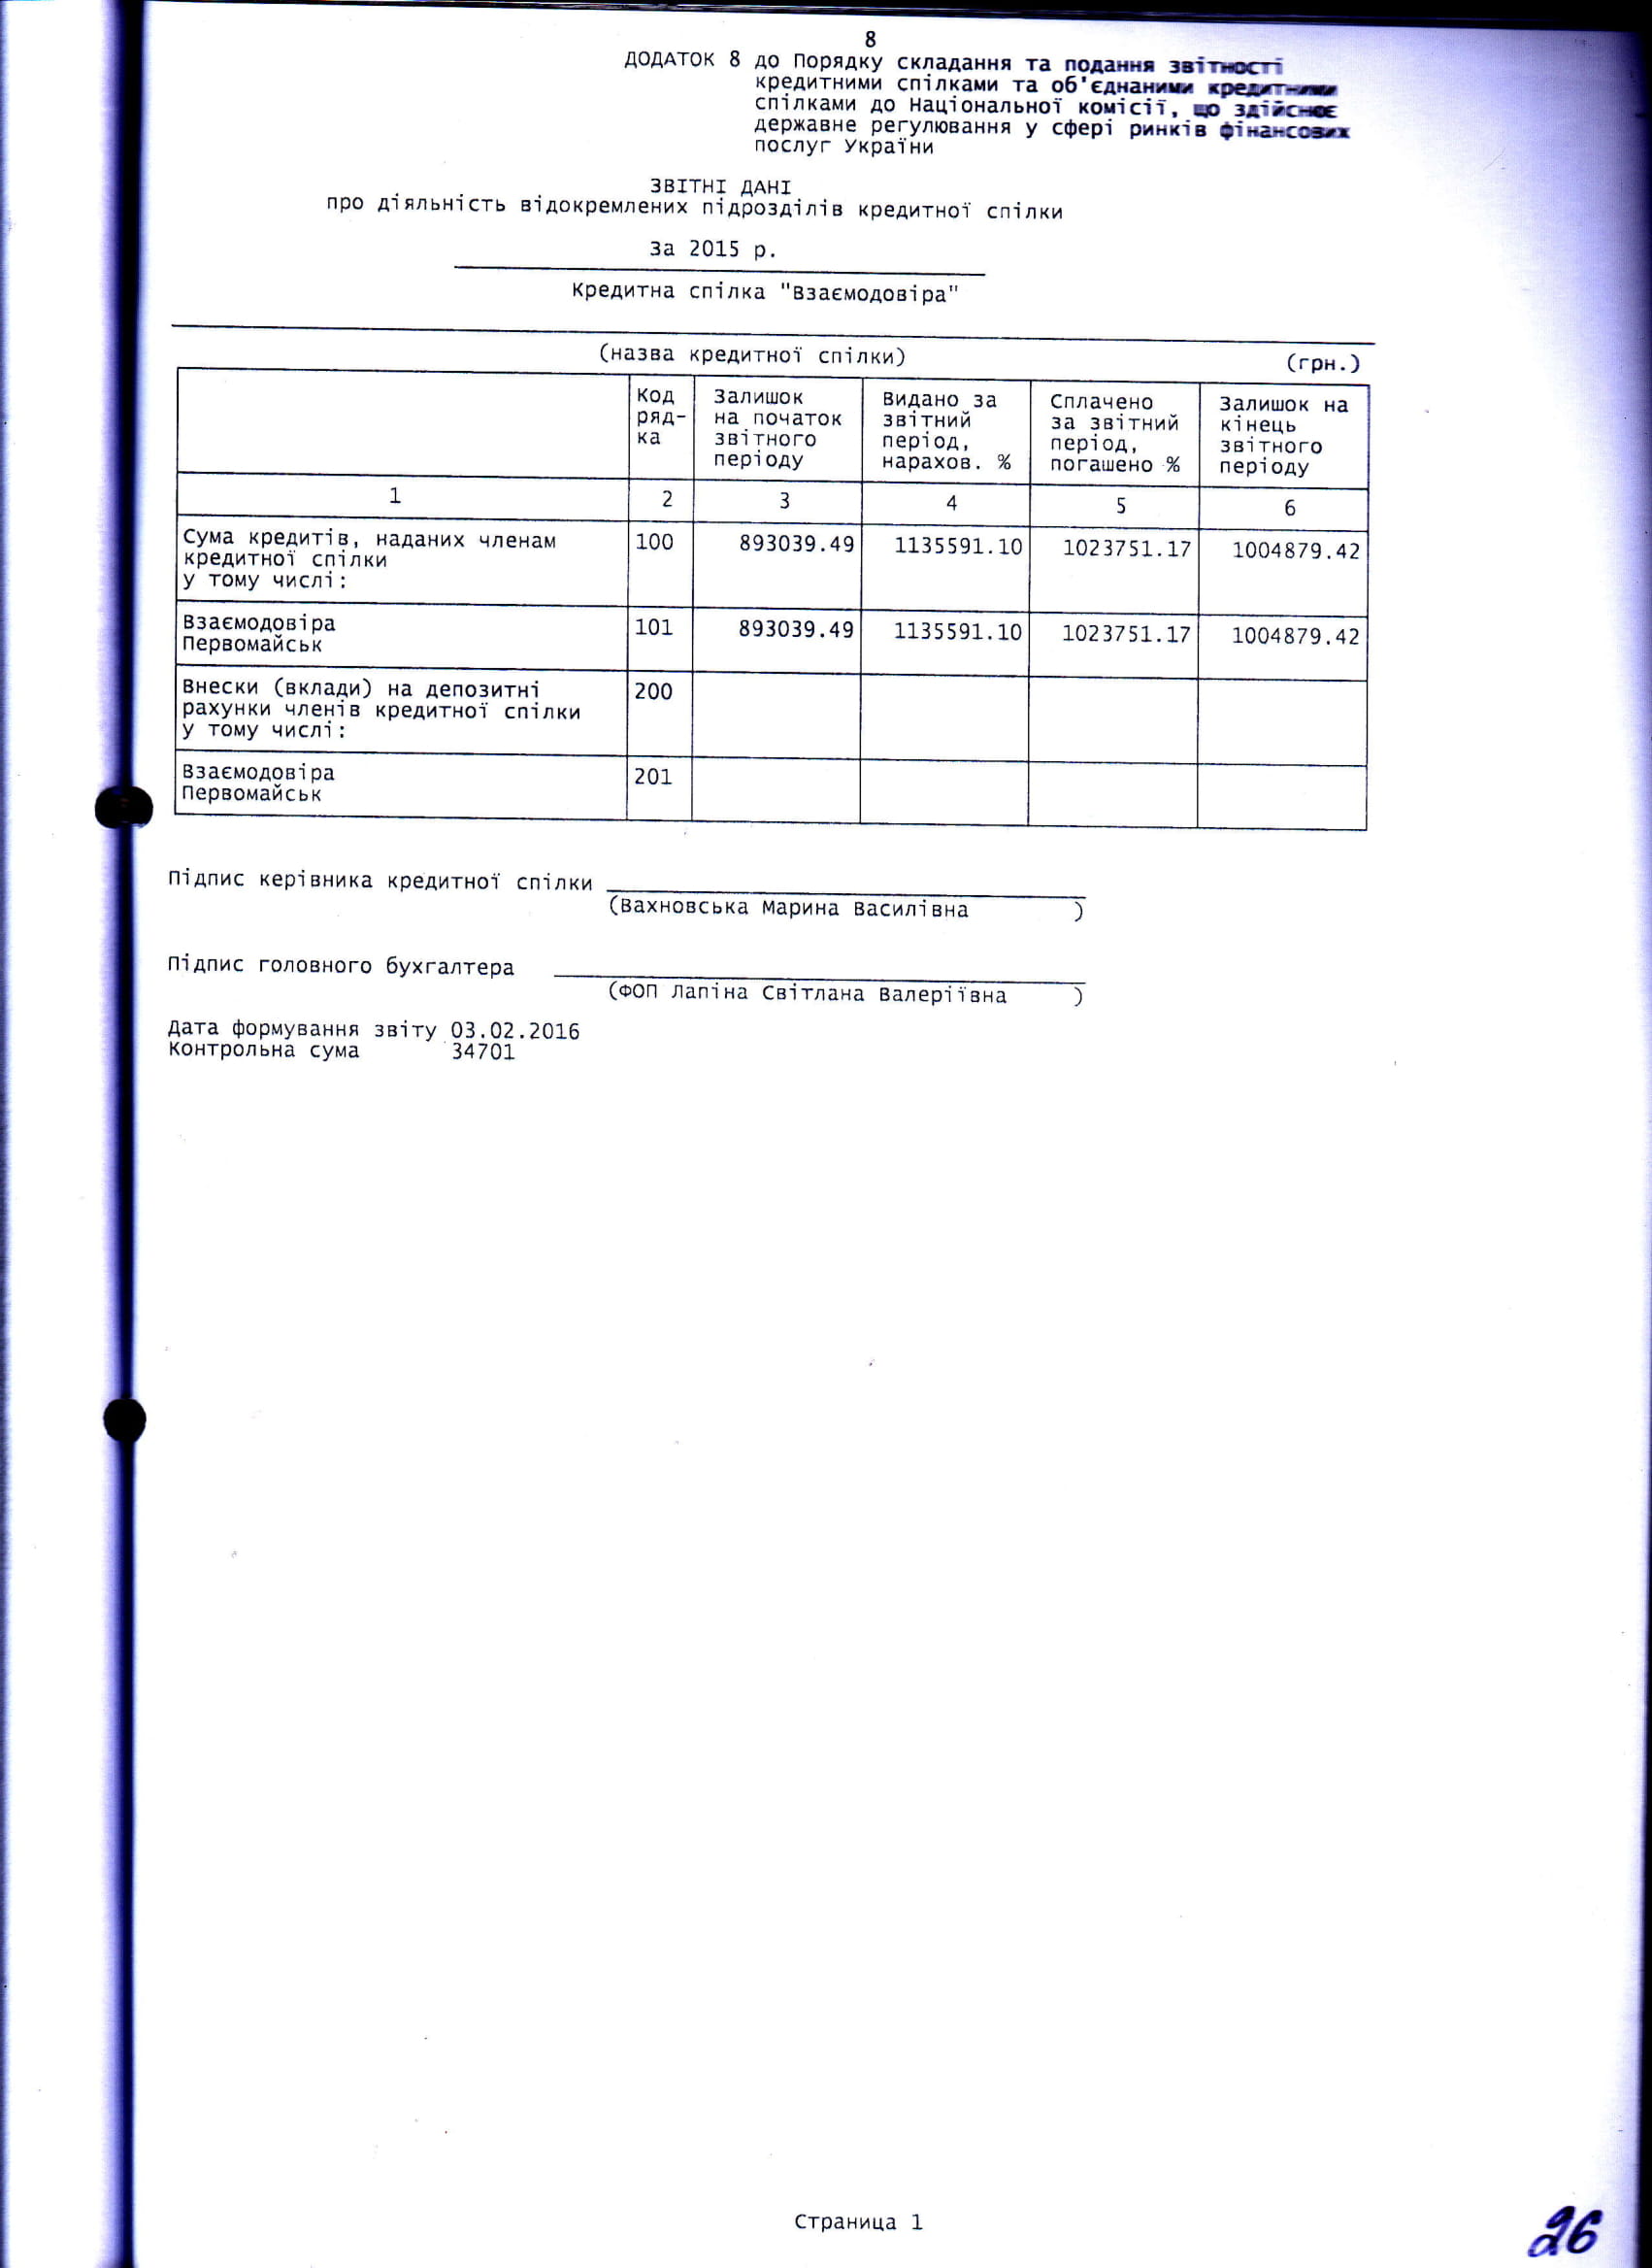 8
ДОДАТОК 8 до Порядку складання та подання звітності
кредитними спілками та об'єднаними кредитними
спілками до Національної комісії, що здійснює
державне регулювання у сфері ринків фінансових
послуг України
ЗВІТНІ ДАНІ
про діяльність відокремлених підрозділів кредитної спілки
За 2015 р.
Кредитна спілка "Взаємодовіра"
(назва кредитної спілки) (грн.)
Код ряд-ка Залишок на початок звітного періоду Видано за звітний період, нарахов. % Сплачено за звітний період, погашено % Залишок на кінець звітного періоду
1 2 3 4 5 6
Сума кредитів, наданих членам 100 893039.49 1135591.10 1023751.17 1004879.42
кредитної спілки
у тому числі:
Взаємодовіра 101 893039.49 1135591.10 1023751.17 1004879.42
Первомайськ
Внески (вклади) на депозитні 200
рахунки членів кредитної спілки
у тому числі:
Взаємодовіра 201
Первомайськ
Підпис керівника кредитної спілки
(Вахновська Марина Василівна )
Підпис головного бухгалтера
(ФОП Лапіна Світлана Валеріївна )
Дата формування звіту 03.02.2016
Контрольна сума 34701
Страница 1
26